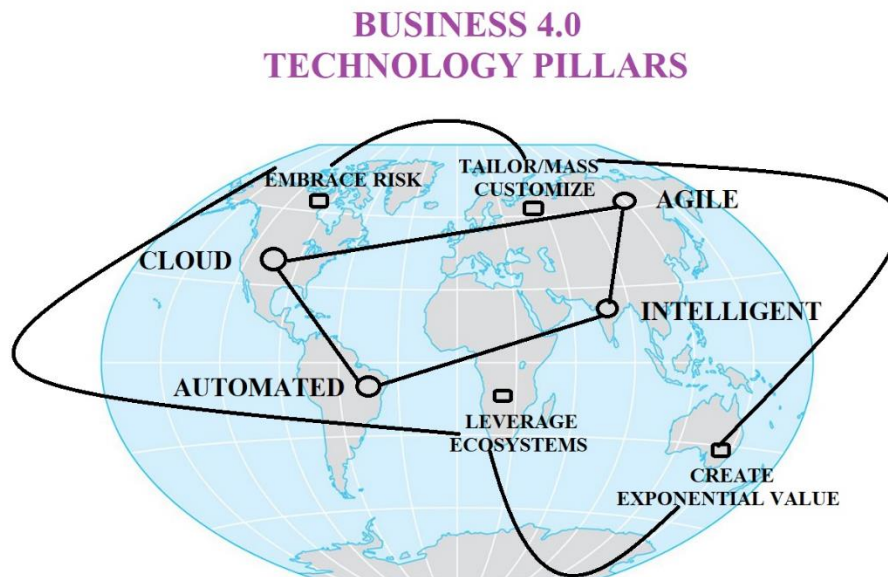 BUSINESS 4.0
TECHNOLOGY PILLARS
EMBRACE RISK
TAILOR/MASS
CUSTOMIZE
AGILE
CLOUD
INTELLIGENT
AUTOMATED
LEVERAGE
ECOSYSTEMS
CREATE
EXPONENTIAL VALUE